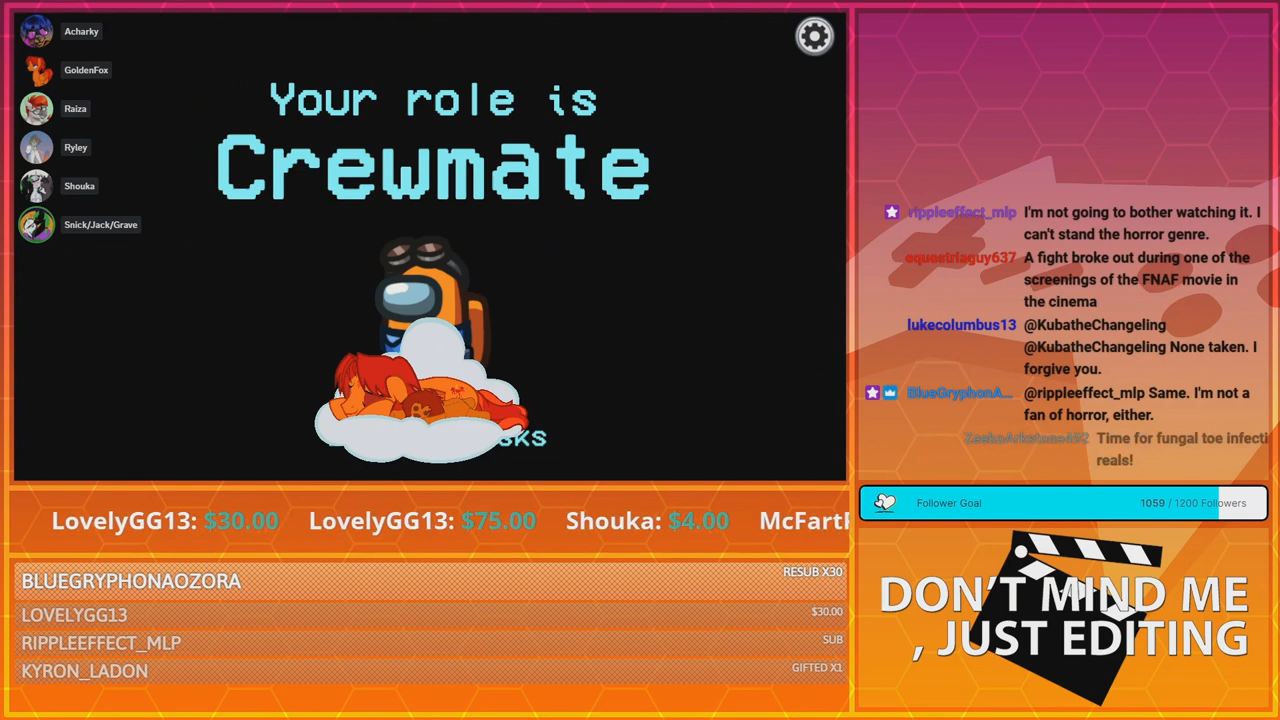 Acharky
GoldenFox
Raiza
Ryley
Shouka
Snick/Jack/Grave
Your role is
Crewmate
sks
rippleeffect_mlp I'm not going to bother watching it. I
can't stand the horror genre.
equestriaguy637 A fight broke out during one of the
screenings of the FNAF movie in
the cinema
lukecolumbus13 @KubatheChangeling
@KubatheChangeling None taken. I
forgive you.
BlueGryphonA... @rippleeffect_mlp Same. I'm not a
fan of horror, either.
Time for fungal toe infecti
reals!
Follower Goal 1059 / 1200 Followers
LovelyGG13: $30.00 LovelyGG13: $75.00 Shouka: $4.00 McFart
BLUEGRYPHONAOZORA RESUB X30
LOVELYGG13 $30.00
RIPPLEEFFECT_MLP SUB
KYRON_LADON GIFTED X1
DON'T MIND ME
, JUST EDITING